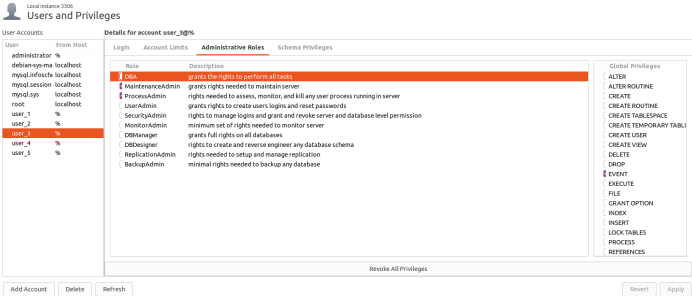 Local instance 3306
Users and Privileges
User Accounts
Details for account user_3@%
User From Host
administrator %
debian-sys-ma localhost
mysql.infosche localhost
mysql.session localhost
mysql.sys localhost
root localhost
user_1 %
user_2 %
user_3 %
user_4 %
user_5 %
Login Account Limits Administrative Roles Schema Privileges
Role Description
DBA grants the rights to perform all tasks
MaintenanceAdmin grants rights needed to maintain server
ProcessAdmin rights needed to assess, monitor, and kill any user process running in server
UserAdmin grants rights to create users logins and reset passwords
SecurityAdmin rights to manage logins and grant and revoke server and database level permission
MonitorAdmin minimum set of rights needed to monitor server
DBManager grants full rights on all databases
DBDesigner rights to create and reverse engineer any database schema
ReplicationAdmin rights needed to setup and manage replication
BackupAdmin minimal rights needed to backup any database
Global Privileges
ALTER
ALTER ROUTINE
CREATE
CREATE ROUTINE
CREATE TABLESPACE
CREATE TEMPORARY TABLE
CREATE USER
CREATE VIEW
DELETE
DROP
EVENT
EXECUTE
FILE
GRANT OPTION
INDEX
INSERT
LOCK TABLES
PROCESS
REFERENCES
Revoke All Privileges
Add Account Delete Refresh Revert Apply